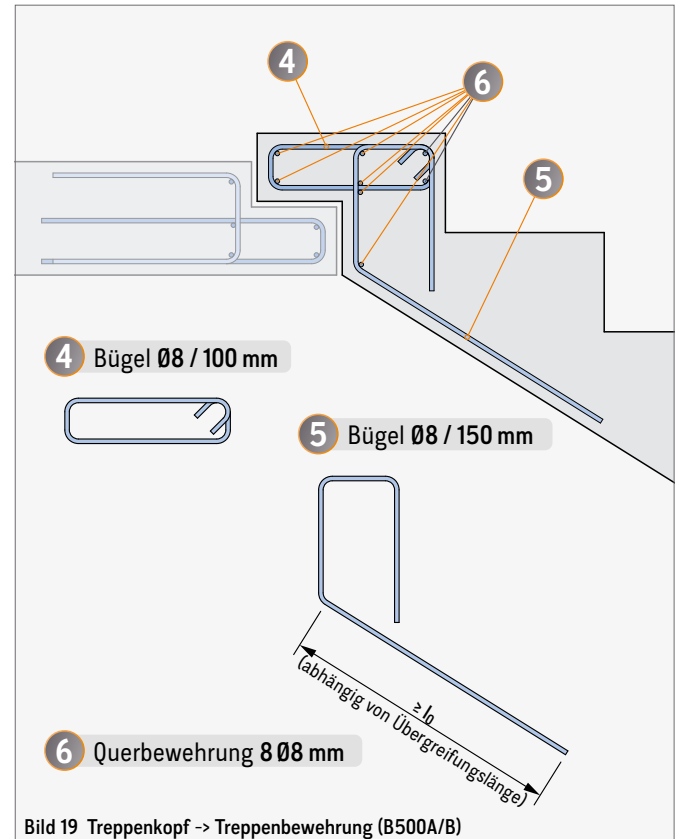 4
6
5
4 Bügel Ø8 / 100 mm
5 Bügel Ø8 / 150 mm
≥ l0
(abhängig von Übergreifungslänge)
6 Querbewehrung 8 Ø8 mm
Bild 19 Treppenkopf -> Treppenbewehrung (B500A/B)